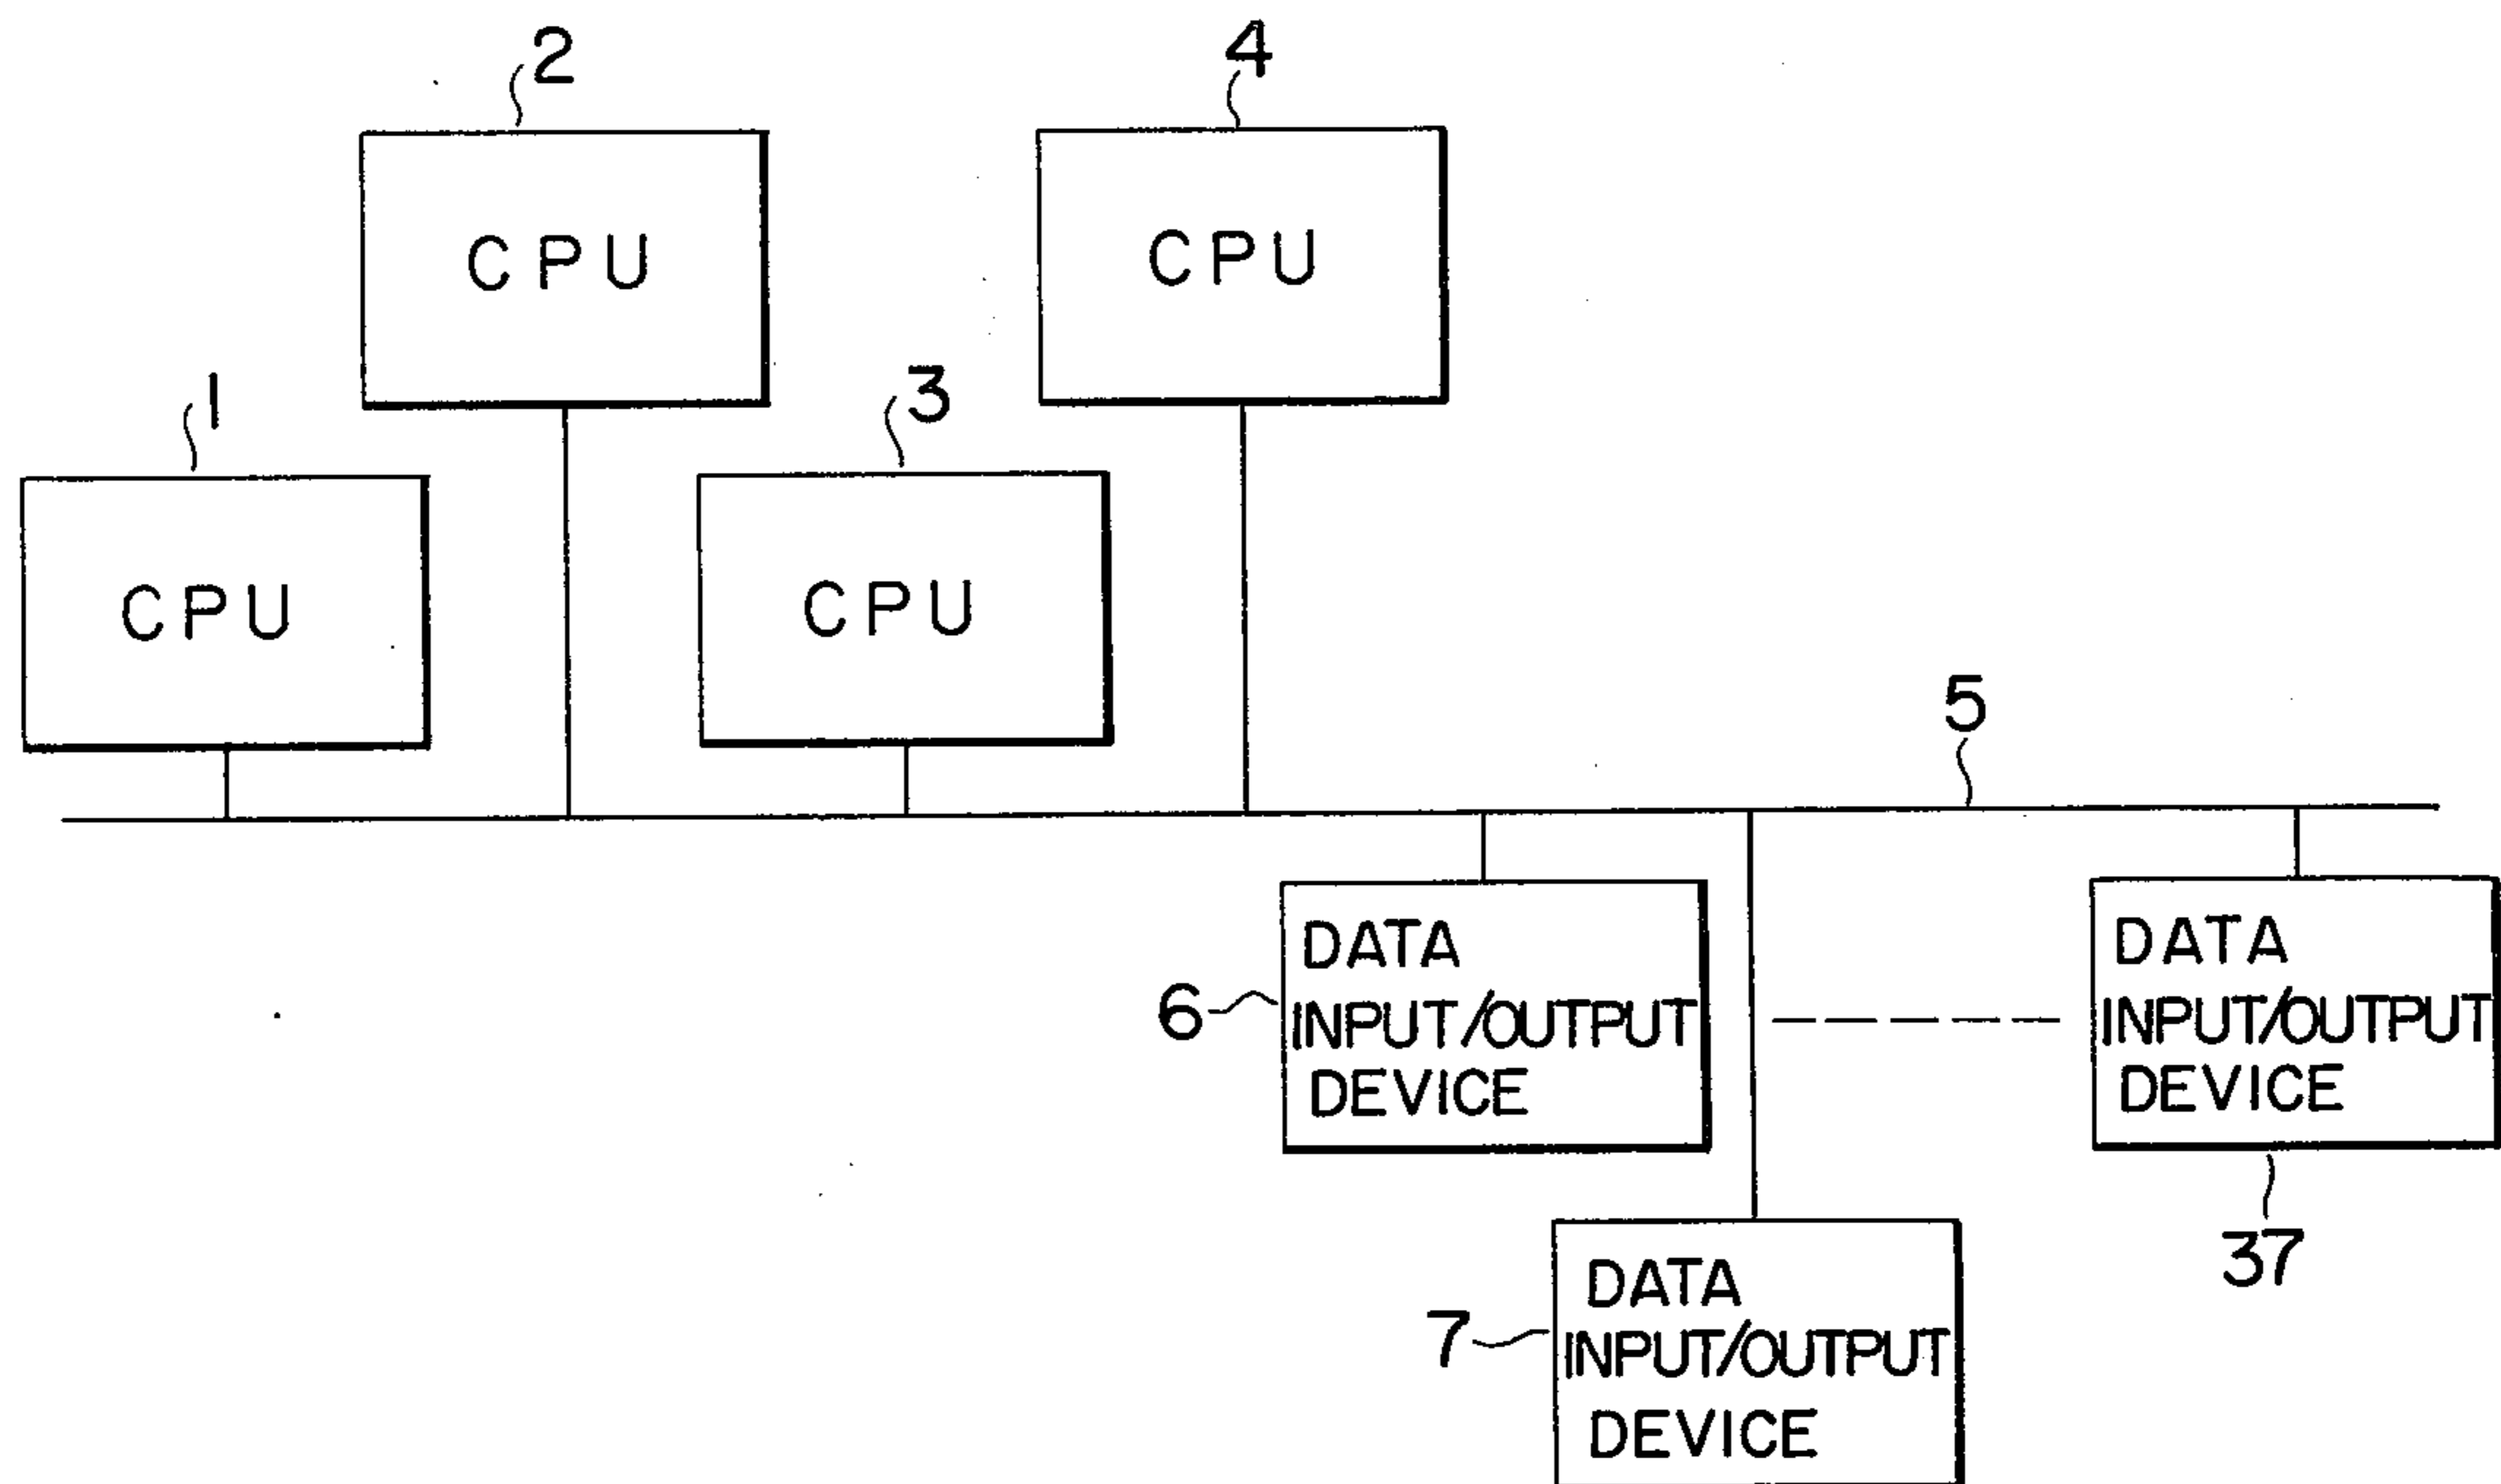 2
4
CPU
CPU
1
3
CPU
CPU
5
6
DATA
INPUT/OUTPUT
DEVICE
DATA
INPUT/OUTPUT
DEVICE
37
7
DATA
INPUT/OUTPUT
DEVICE